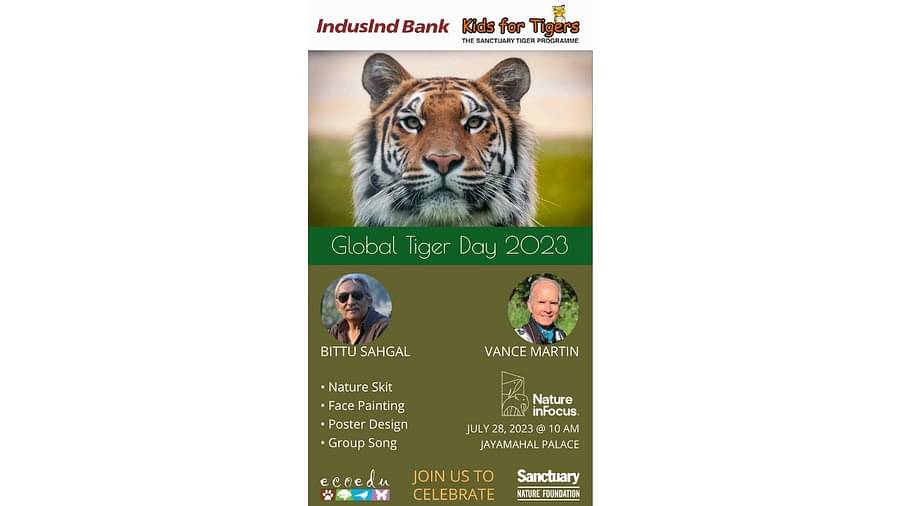 IndusInd Bank
Kids for Tigers
THE SANCTUARY TIGER PROGRAMME
Global Tiger Day 2023
BITTU SAHGAL
VANCE MARTIN
• Nature Skit
• Face Painting
• Poster Design
• Group Song
Nature
inFocus
JULY 28, 2023 @ 10 AM
JAYAMAHAL PALACE
ecoedu
JOIN US TO
CELEBRATE
Sanctuary
NATURE FOUNDATION